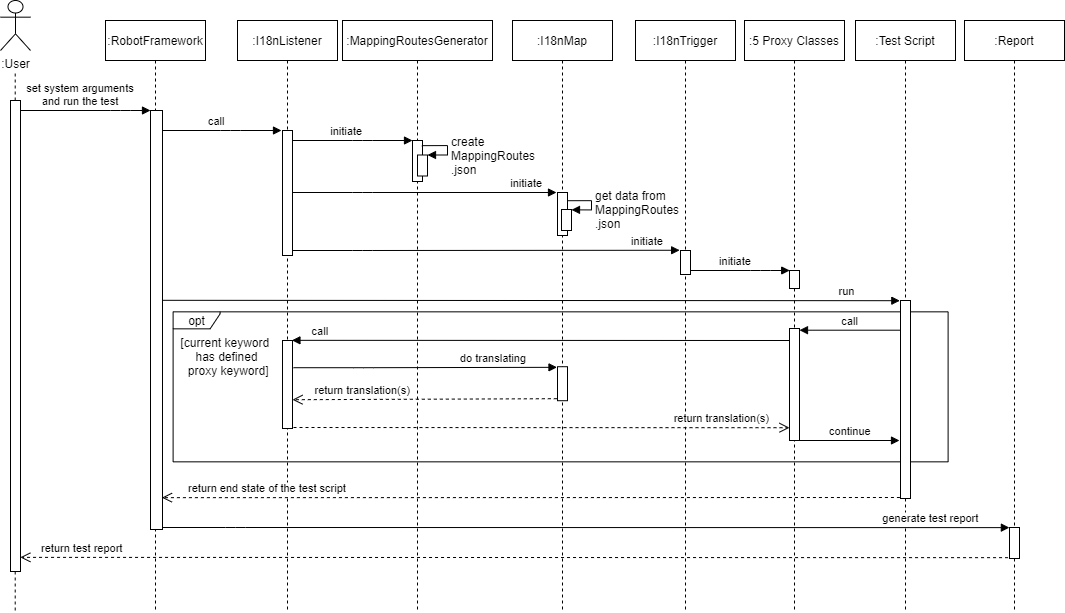 :User
:RobotFramework
:I18nListener
:MappingRoutesGenerator
:I18nMap
:I18nTrigger
:5 Proxy Classes
:Test Script
:Report
set system arguments
and run the test
call
initiate
create
MappingRoutes
.json
initiate
get data from
MappingRoutes
.json
initiate
initiate
run
opt
[current keyword
has defined
proxy keyword]
call
call
do translating
return translation(s)
return translation(s)
continue
return end state of the test script
generate test report
return test report